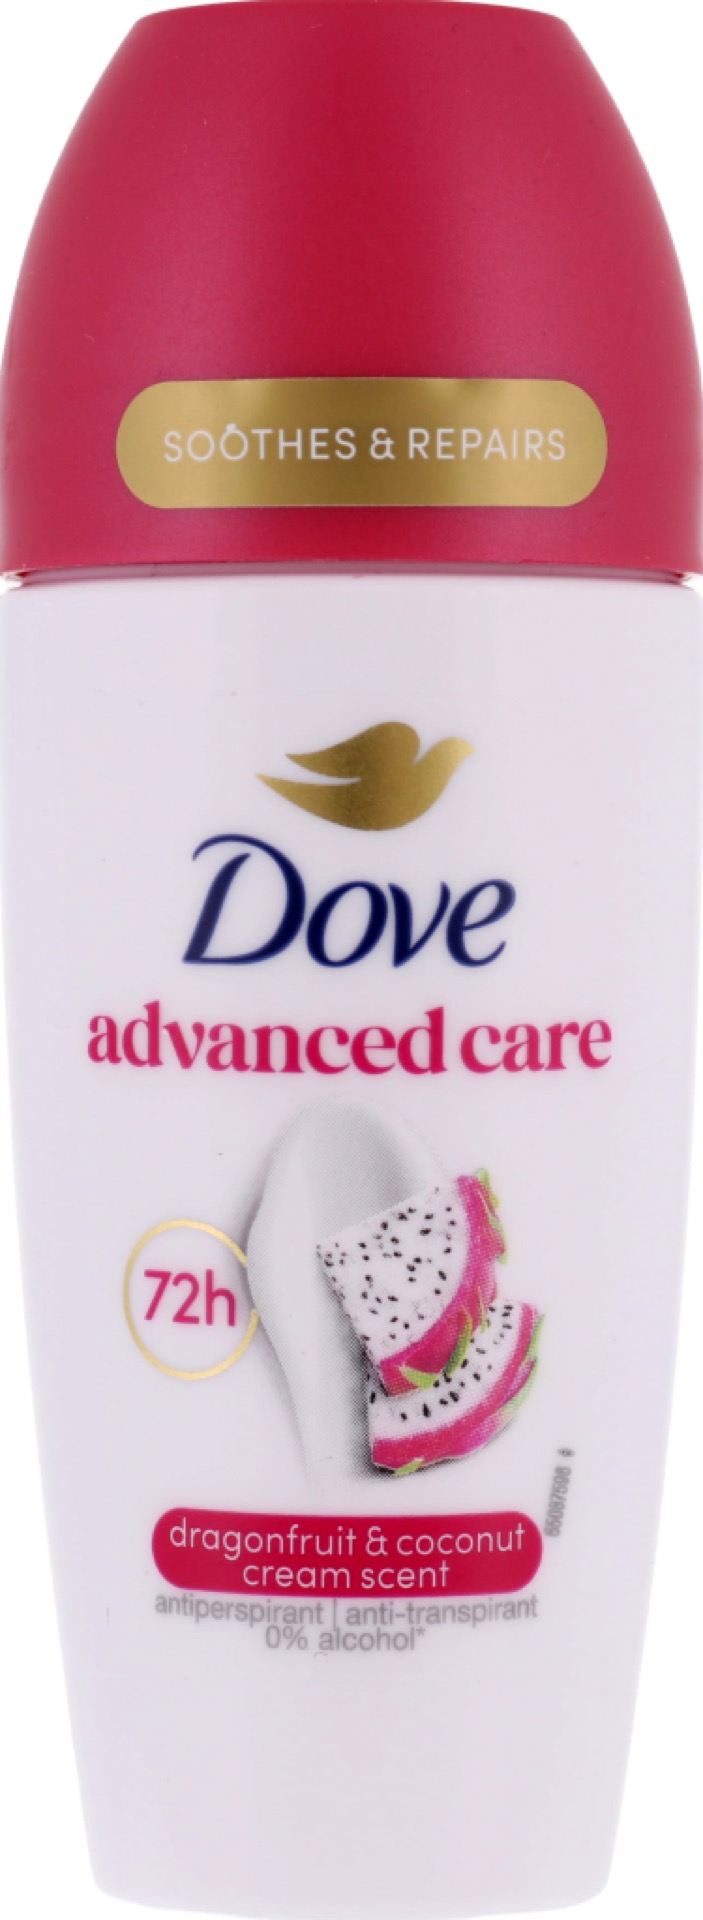 SOOTHES & REPAIRS
Dove
advanced care
72h
dragonfruit & coconut
cream scent
antiperspirant | anti-transpirant
0% alcohol*